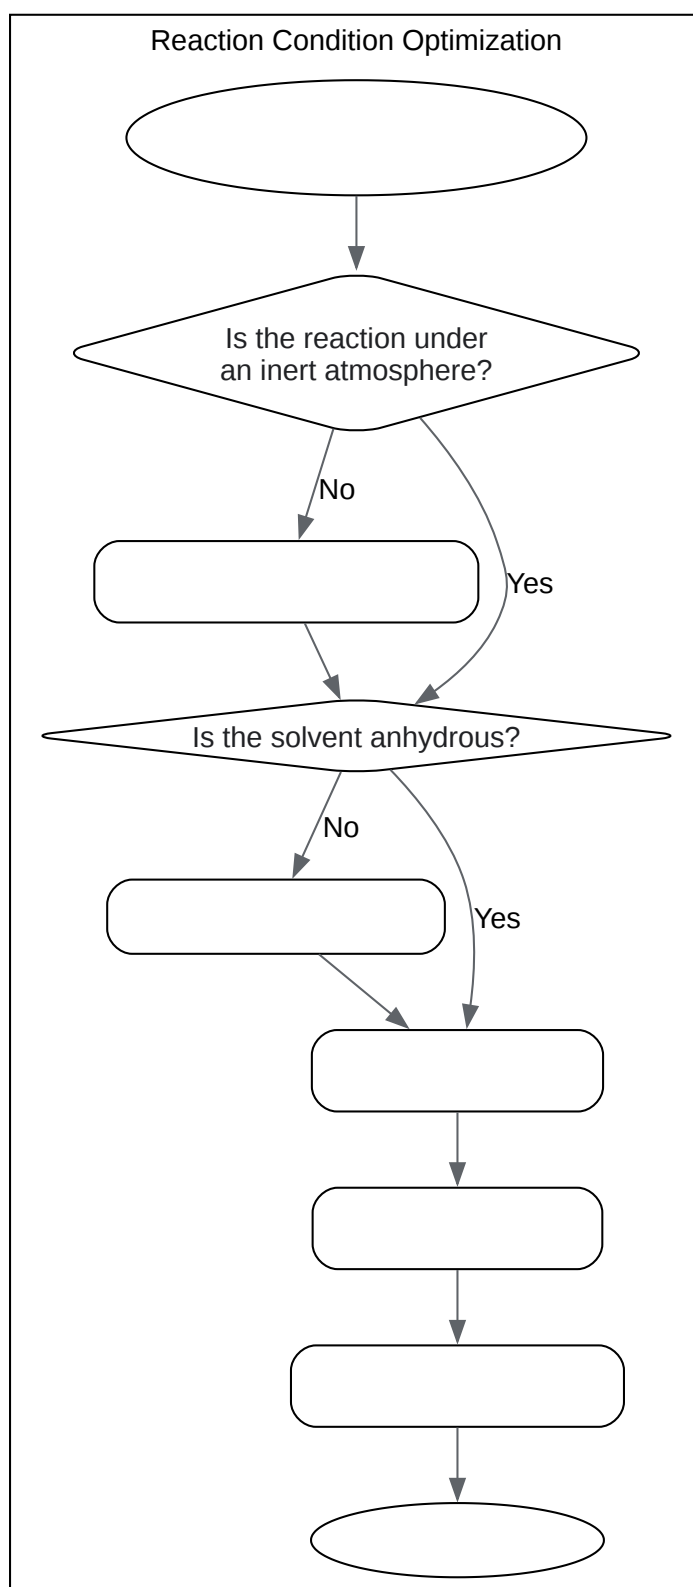 Reaction Condition Optimization
Is the reaction under
an inert atmosphere?
No
Yes
Is the solvent anhydrous?
No
Yes